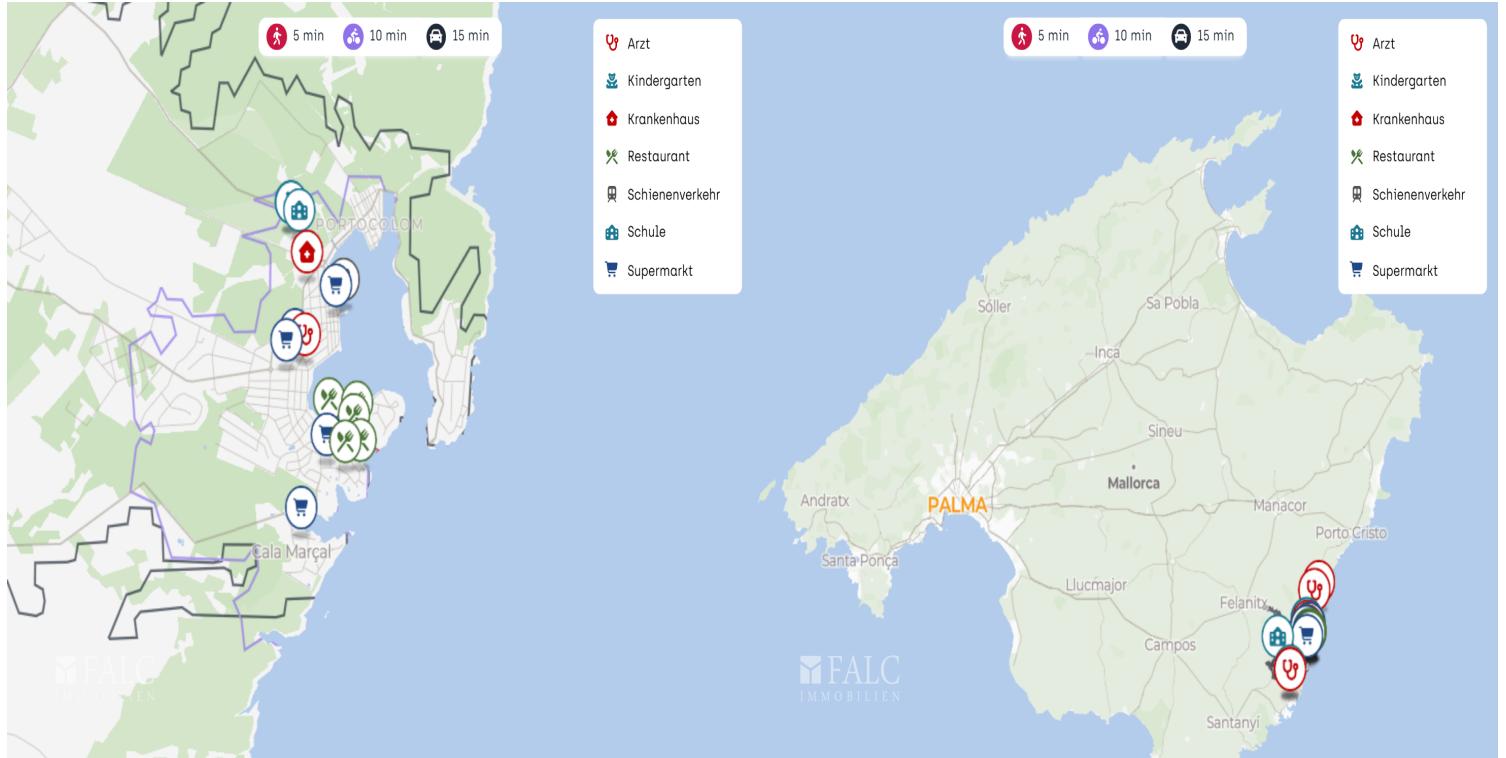 5 min 10 min 15 min
Arzt
Kindergarten
Krankenhaus
Restaurant
Schienenverkehr
Schule
Supermarkt
PORTOCOLOM
Cala Marçal
FALC
IMMOBILIEN
5 min 10 min 15 min
Arzt
Kindergarten
Krankenhaus
Restaurant
Schienenverkehr
Schule
Supermarkt
Sóller
Sa Pobla
Inca
Sineu
Mallorca
Andratx
PALMA
Manacor
Porto Cristo
Santa Ponça
Llucmajor
Felanitx
Campos
FALC
IMMOBILIEN
Santanyí